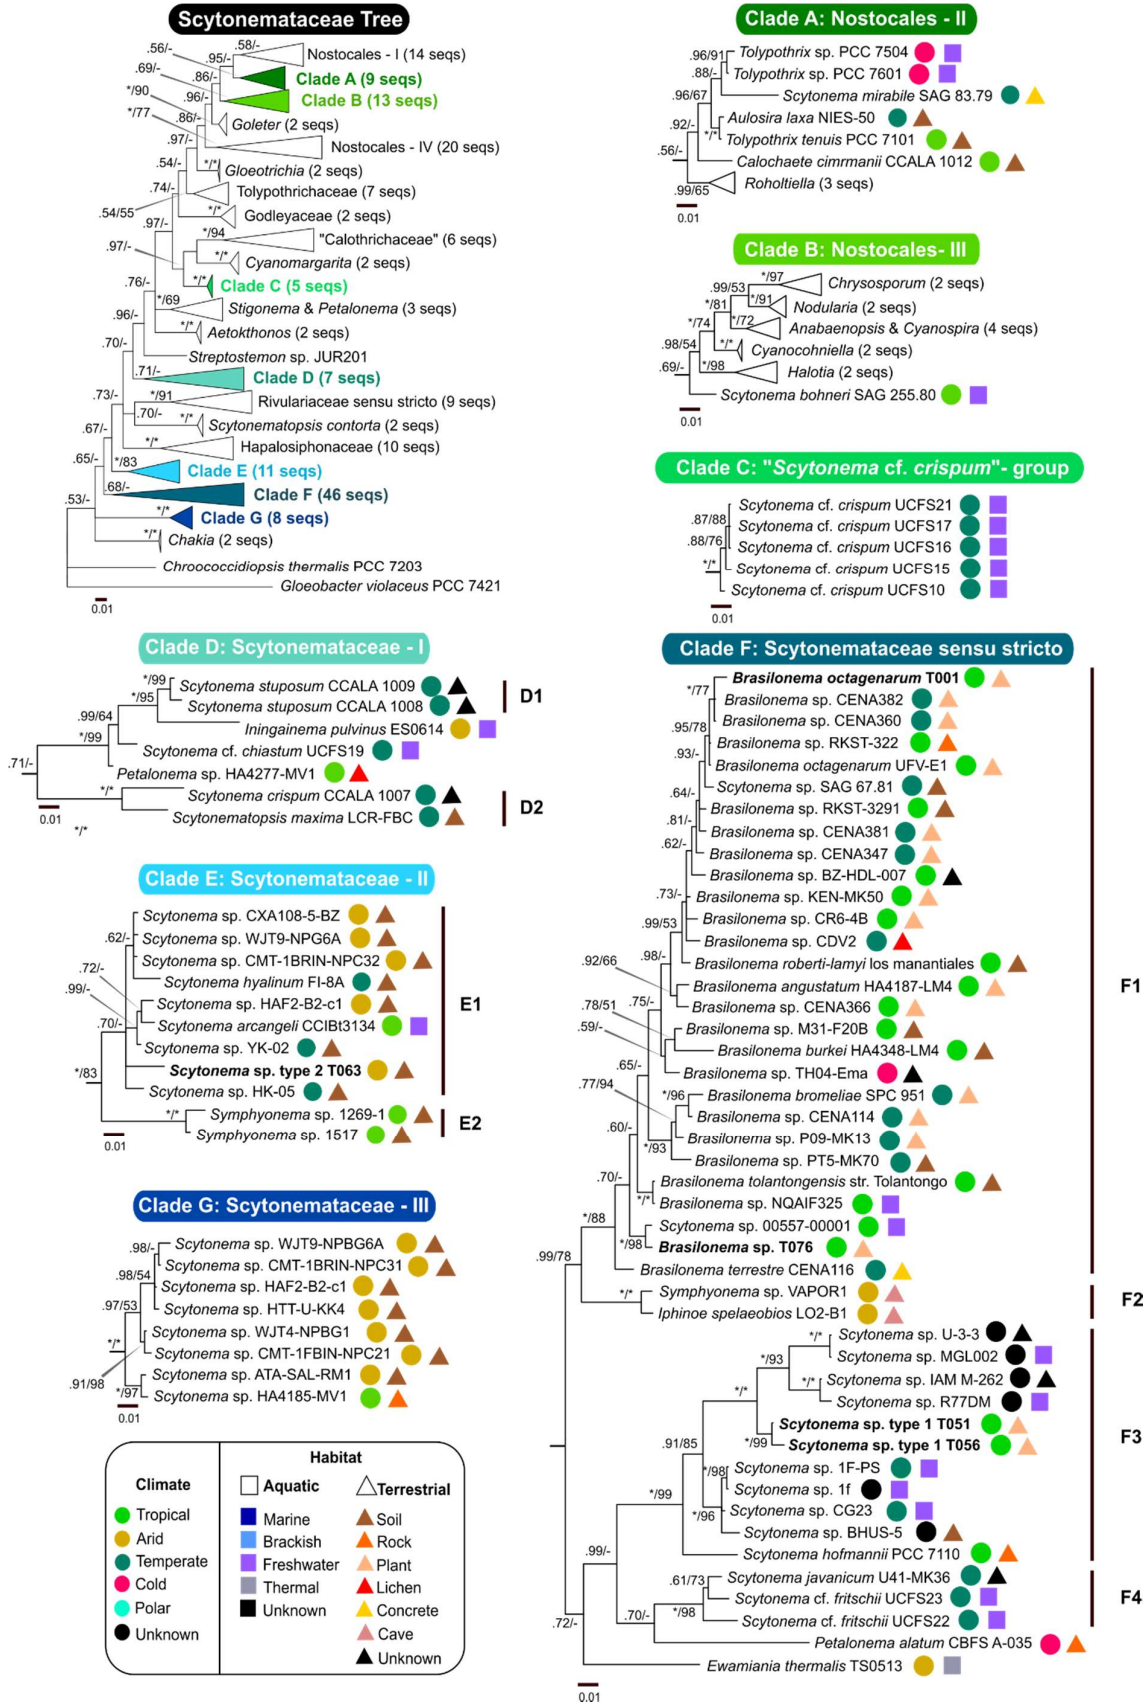 Scytonemataceae Tree
.58/-
.56/-
.95/-
Nostocales - I (14 seqs)
.69/-
Clade A (9 seqs)
.86/-
Clade B (13 seqs)
*/90
.96/-
Goleter (2 seqs)
*/77
.86/-
Nostocales - IV (20 seqs)
.97/-
*/*
Gloeotrichia (2 seqs)
.54/-
Tolypothrichaceae (7 seqs)
.74/-
*/*
Godleyaceae (2 seqs)
.54/55
.97/-
*/94
"Calothrichaceae" (6 seqs)
.97/-
*/*
Cyanomargarita (2 seqs)
*/*
Clade C (5 seqs)
.76/-
*/69
Stigonema & Petalonema (3 seqs)
.96/-
*/*
Aetokthonos (2 seqs)
.70/-
Streptostemon sp. JUR201
.71/-
Clade D (7 seqs)
.73/-
*/91
Rivulariaceae sensu stricto (9 seqs)
.70/-
*/*
Scytonematopsis contorta (2 seqs)
.67/-
*/*
Hapalosiphonaceae (10 seqs)
.65/-
*/83
Clade E (11 seqs)
.68/-
Clade F (46 seqs)
.53/-
*/*
Clade G (8 seqs)
*/*
Chakia (2 seqs)
Chroococcidiopsis thermalis PCC 7203
Gloeobacter violaceus PCC 7421
0.01
Clade A: Nostocales - II
.96/91
Tolypothrix sp. PCC 7504
.88/-
Tolypothrix sp. PCC 7601
.96/67
Scytonema mirabile SAG 83.79
Aulosira laxa NIES-50
.92/-
*/*
Tolypothrix tenuis PCC 7101
.56/-
Calochaete cimrmanii CCALA 1012
.99/65
Roholtiella (3 seqs)
0.01
Clade B: Nostocales- III
*/97
Chrysosporum (2 seqs)
.99/53
*/91
Nodularia (2 seqs)
*/81
*/72
Anabaenopsis & Cyanospira (4 seqs)
*/74
*/*
Cyanocohniella (2 seqs)
.98/54
*/98
Halotia (2 seqs)
.69/-
Scytonema bohneri SAG 255.80
0.01
Clade C: "Scytonema cf. crispum"- group
Scytonema cf. crispum UCFS21
.87/88
Scytonema cf. crispum UCFS17
.88/76
Scytonema cf. crispum UCFS16
*/*
Scytonema cf. crispum UCFS15
Scytonema cf. crispum UCFS10
0.01
Clade D: Scytonemataceae - I
*/99
Scytonema stuposum CCALA 1009
*/95
Scytonema stuposum CCALA 1008
D1
.99/64
Iningainema pulvinus ES0614
*/99
Scytonema cf. chiastum UCFS19
.71/-
Petalonema sp. HA4277-MV1
*/*
Scytonema crispum CCALA 1007
D2
0.01
Scytonematopsis maxima LCR-FBC
*/*
Clade E: Scytonemataceae - II
Scytonema sp. CXA108-5-BZ
.62/-
Scytonema sp. WJT9-NPG6A
Scytonema sp. CMT-1BRIN-NPC32
.72/-
Scytonema hyalinum FI-8A
.99/-
Scytonema sp. HAF2-B2-c1
E1
.70/-
Scytonema arcangeli CCIBt3134
Scytonema sp. YK-02
*/83
Scytonema sp. type 2 T063
Scytonema sp. HK-05
*/*
Symphyonema sp. 1269-1
E2
0.01
Symphyonema sp. 1517
Clade G: Scytonemataceae - III
.98/-
Scytonema sp. WJT9-NPBG6A
Scytonema sp. CMT-1BRIN-NPC31
.98/54
Scytonema sp. HAF2-B2-c1
.97/53
Scytonema sp. HTT-U-KK4
Scytonema sp. WJT4-NPBG1
*/*
Scytonema sp. CMT-1FBIN-NPC21
.91/98
Scytonema sp. ATA-SAL-RM1
*/97
Scytonema sp. HA4185-MV1
0.01
Climate
Tropical
Arid
Temperate
Cold
Polar
Unknown
Habitat
Aquatic
Marine
Brackish
Freshwater
Thermal
Unknown
Terrestrial
Soil
Rock
Plant
Lichen
Concrete
Cave
Unknown
Clade F: Scytonemataceae sensu stricto
Brasilonema octagenarum T001
*/77
Brasilonema sp. CENA382
.95/78
Brasilonema sp. CENA360
Brasilonema sp. RKST-322
.93/-
Brasilonema octagenarum UFV-E1
Scytonema sp. SAG 67.81
.64/-
Brasilonema sp. RKST-3291
.81/-
Brasilonema sp. CENA381
.62/-
Brasilonema sp. CENA347
Brasilonema sp. BZ-HDL-007
.73/-
Brasilonema sp. KEN-MK50
.99/53
Brasilonema sp. CR6-4B
Brasilonema sp. CDV2
.98/-
Brasilonema roberti-lamyi los manantiales
.92/66
Brasilonema angustatum HA4187-LM4
F1
.75/-
Brasilonema sp. CENA366
.78/51
Brasilonema sp. M31-F20B
.59/-
Brasilonema burkei HA4348-LM4
.65/-
Brasilonema sp. TH04-Ema
.77/94
*/96
Brasilonema bromeliae SPC 951
Brasilonema sp. CENA114
.60/-
Brasilonema sp. P09-MK13
*/93
Brasilonema sp. PT5-MK70
.70/-
Brasilonema tolantongensis str. Tolantongo
*/*
Brasilonema sp. NQAIF325
*/88
Scytonema sp. 00557-00001
*/98
Brasilonema sp. T076
.99/78
Brasilonema terrestre CENA116
*/*
Symphyonema sp. VAPOR1
F2
Iphinoe spelaeobios LO2-B1
*/*
Scytonema sp. U-3-3
*/93
Scytonema sp. MGL002
*/*
*/*
Scytonema sp. IAM M-262
Scytonema sp. R77DM
Scytonema sp. type 1 T051
F3
.91/85
*/99
Scytonema sp. type 1 T056
*/98
Scytonema sp. 1F-PS
*/99
Scytonema sp. 1f
*/96
Scytonema sp. CG23
Scytonema sp. BHUS-5
.99/-
Scytonema hofmannii PCC 7110
.61/73
Scytonema javanicum U41-MK36
Scytonema cf. fritschii UCFS23
F4
.70/-
*/98
Scytonema cf. fritschii UCFS22
.72/-
Petalonema alatum CBFS A-035
Ewamiania thermalis TS0513
0.01